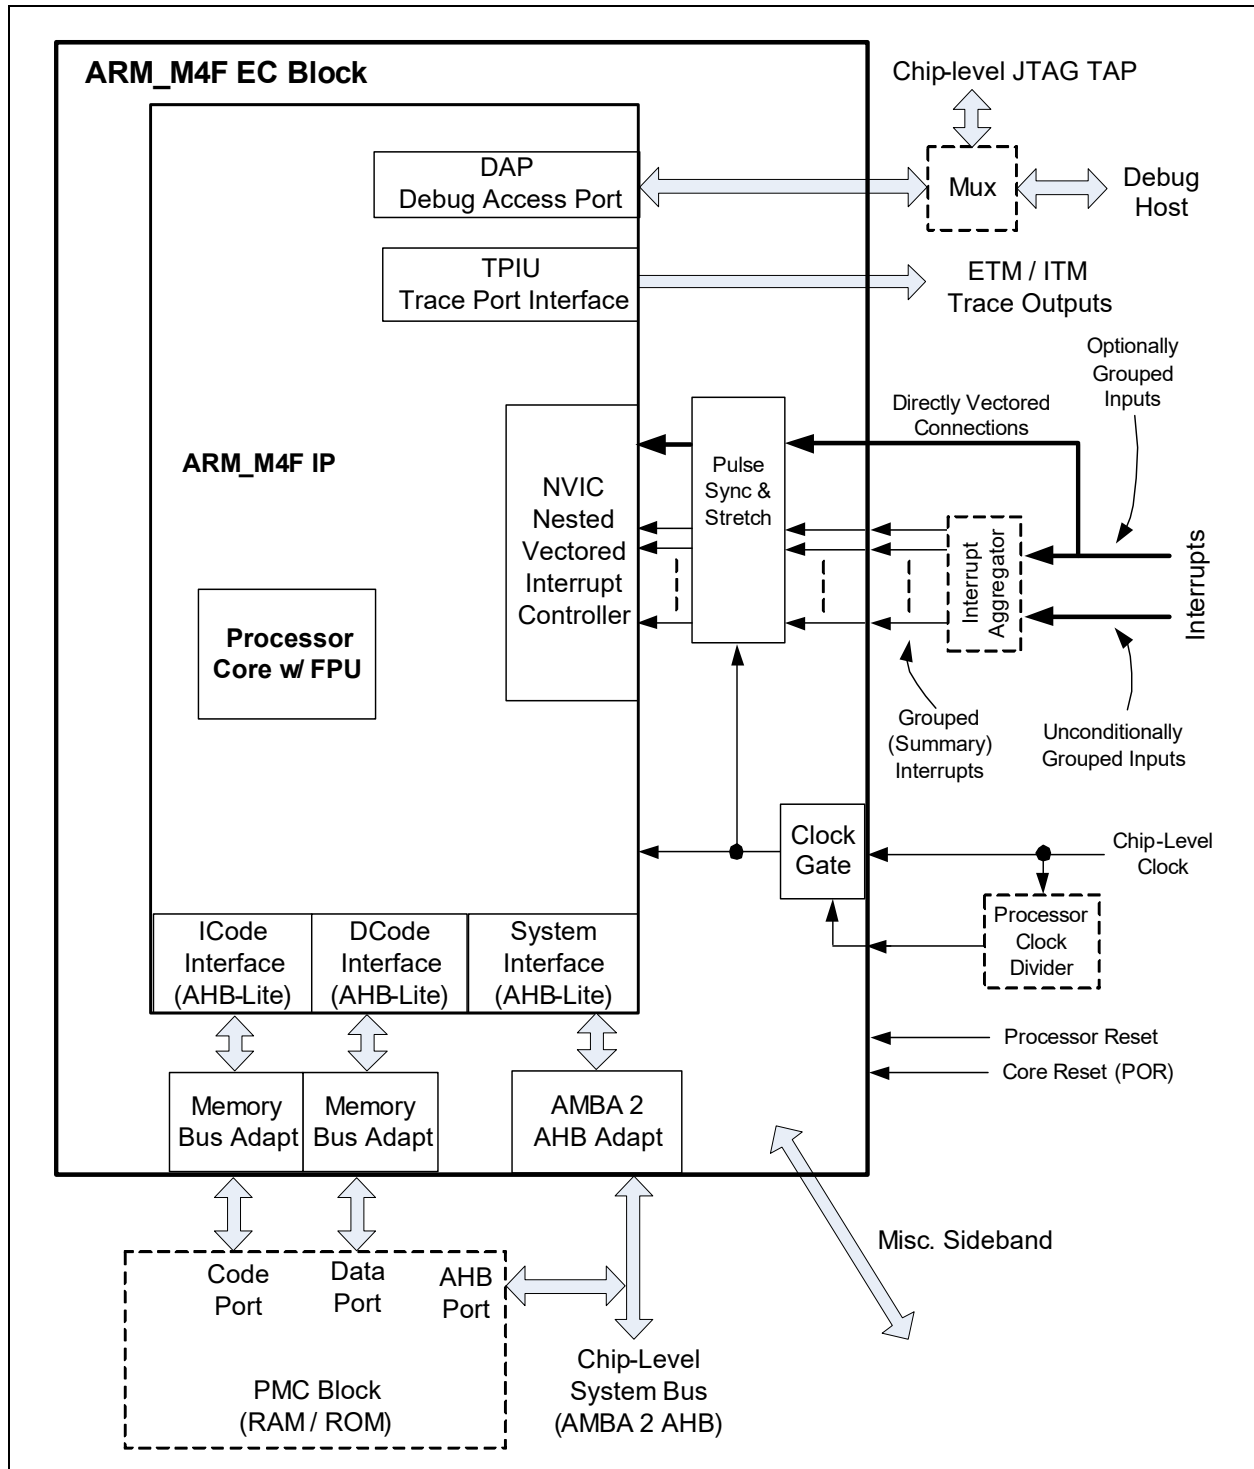 ARM_M4F EC Block
Chip-level JTAG TAP
DAP
Debug Access Port
Mux
Debug
Host
TPIU
Trace Port Interface
ETM / ITM
Trace Outputs
Optionally
Grouped
Inputs
Directly Vectored
Connections
ARM_M4F IP
Pulse
Sync &
Stretch
NVIC
Nested
Vectored
Interrupt
Controller
Interrupt
Aggregator
Interrupts
Processor
Core w/ FPU
Grouped
(Summary)
Interrupts
Unconditionally
Grouped Inputs
Clock
Gate
Chip-Level
Clock
Processor
Clock
Divider
ICode
Interface
(AHB-Lite)
DCode
Interface
(AHB-Lite)
System
Interface
(AHB-Lite)
Processor Reset
Core Reset (POR)
Memory
Bus Adapt
Memory
Bus Adapt
AMBA 2
AHB Adapt
Misc. Sideband
Code
Port
Data
Port
AHB
Port
PMC Block
(RAM / ROM)
Chip-Level
System Bus
(AMBA 2 AHB)